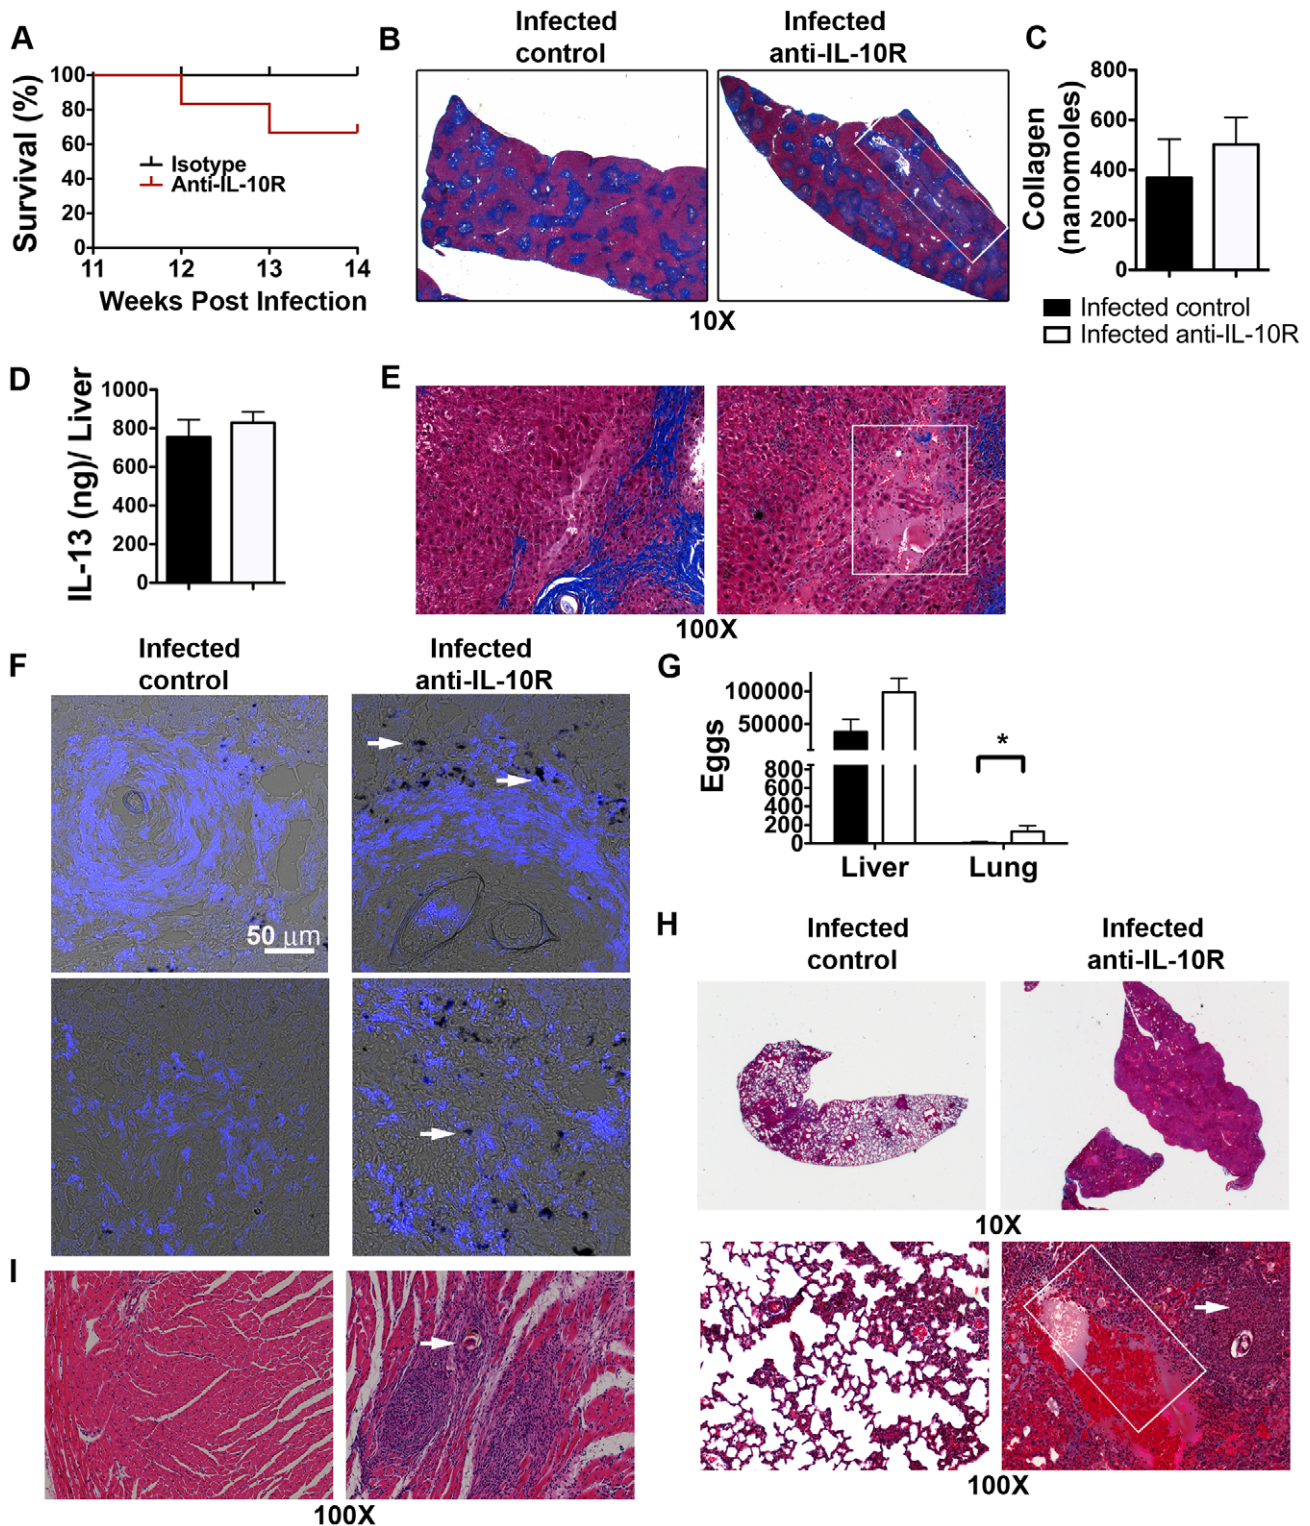 A
Survival (%)
100
80
60
40
20
0
11
12
13
14
Isotype
Anti-IL-10R
Weeks Post Infection
B
Infected
control
Infected
anti-IL-10R
10X
C
Collagen
(nanomoles)
800
600
400
200
0
Infected control
Infected anti-IL-10R
D
IL-13 (ng)/ Liver
1000
800
600
400
200
0
E
100X
F
Infected
control
Infected
anti-IL-10R
50 μm
G
Eggs
100000
50000
800
600
400
200
0
*
Liver
Lung
H
Infected
control
Infected
anti-IL-10R
10X
100X
I
100X